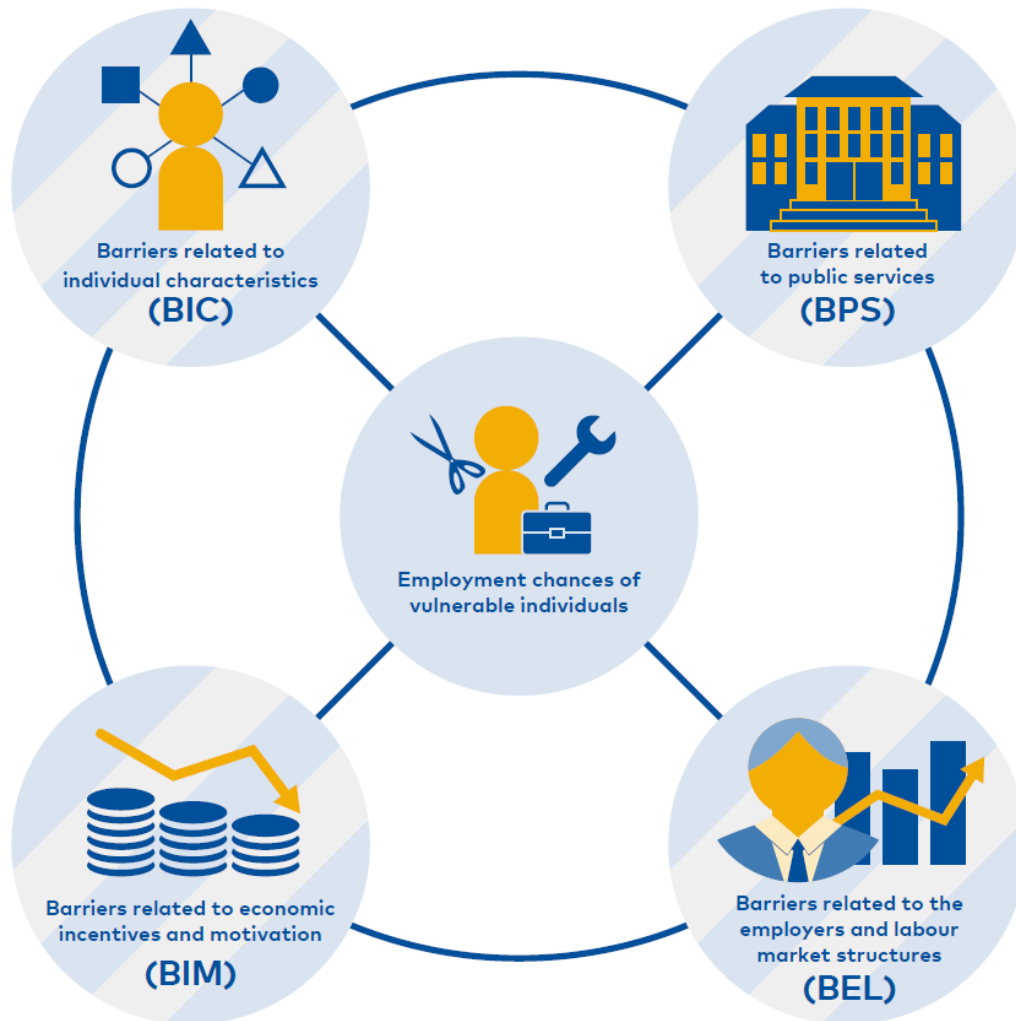 Barriers related to
individual characteristics
(BIC)
Barriers related
to public services
(BPS)
Employment chances of
vulnerable individuals
Barriers related to economic
incentives and motivation
(BIM)
Barriers related to the
employers and labour
market structures
(BEL)